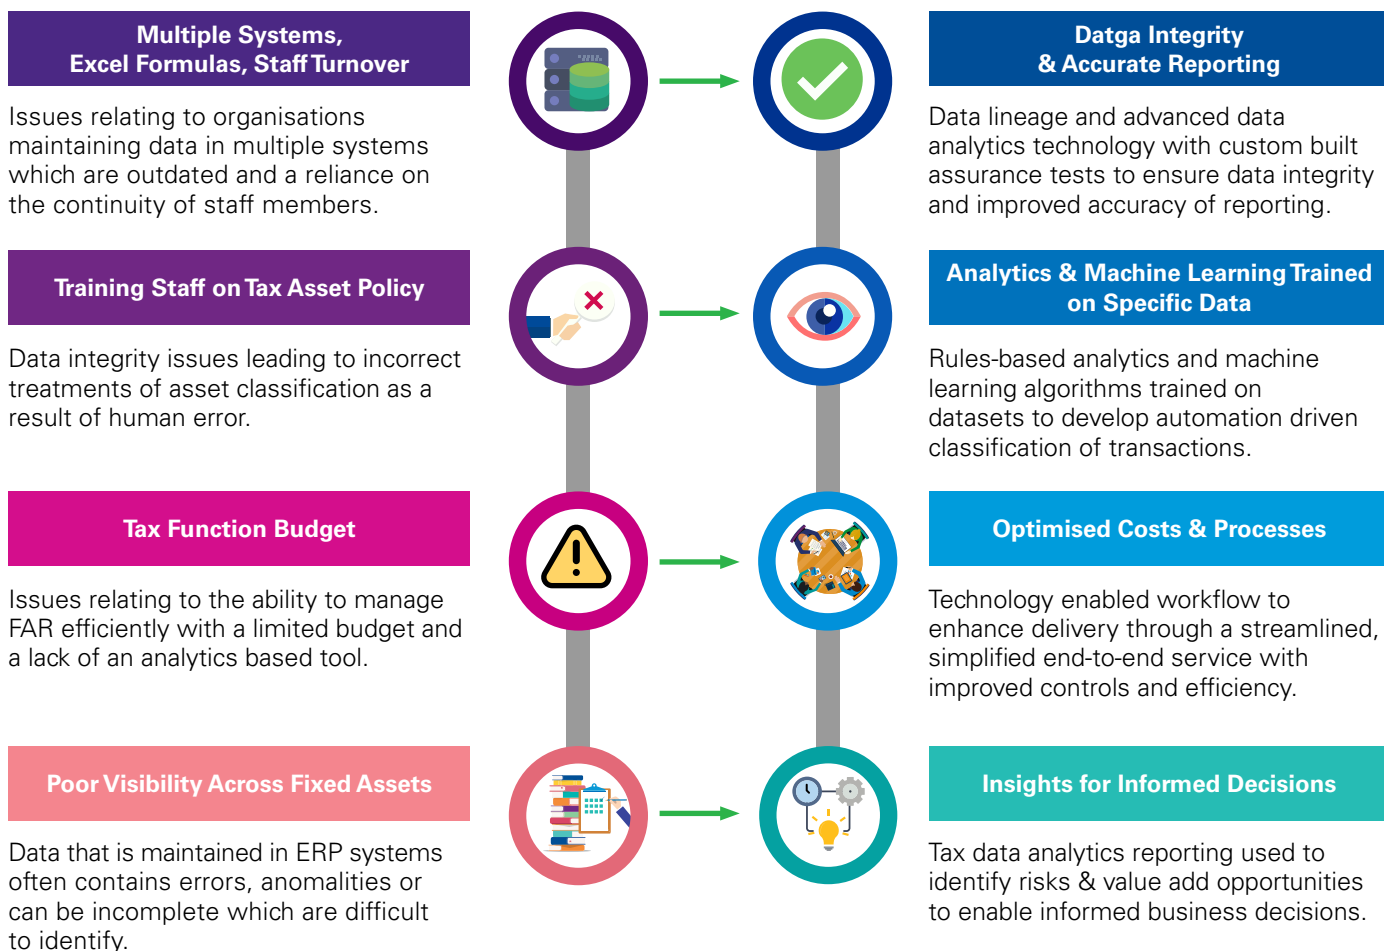 Multiple Systems,
Excel Formulas, Staff Turnover
Issues relating to organisations
maintaining data in multiple systems
which are outdated and a reliance on
the continuity of staff members.
Datga Integrity
& Accurate Reporting
Data lineage and advanced data
analytics technology with custom built
assurance tests to ensure data integrity
and improved accuracy of reporting.
Training Staff on Tax Asset Policy
Data integrity issues leading to incorrect
treatments of asset classification as a
result of human error.
Analytics & Machine Learning Trained
on Specific Data
Rules-based analytics and machine
learning algorithms trained on
datasets to develop automation driven
classification of transactions.
Tax Function Budget
Issues relating to the ability to manage
FAR efficiently with a limited budget and
a lack of an analytics based tool.
Optimised Costs & Processes
Technology enabled workflow to
enhance delivery through a streamlined,
simplified end-to-end service with
improved controls and efficiency.
Poor Visibility Across Fixed Assets
Data that is maintained in ERP systems
often contains errors, anomalities or
can be incomplete which are difficult
to identify.
Insights for Informed Decisions
Tax data analytics reporting used to
identify risks & value add opportunities
to enable informed business decisions.